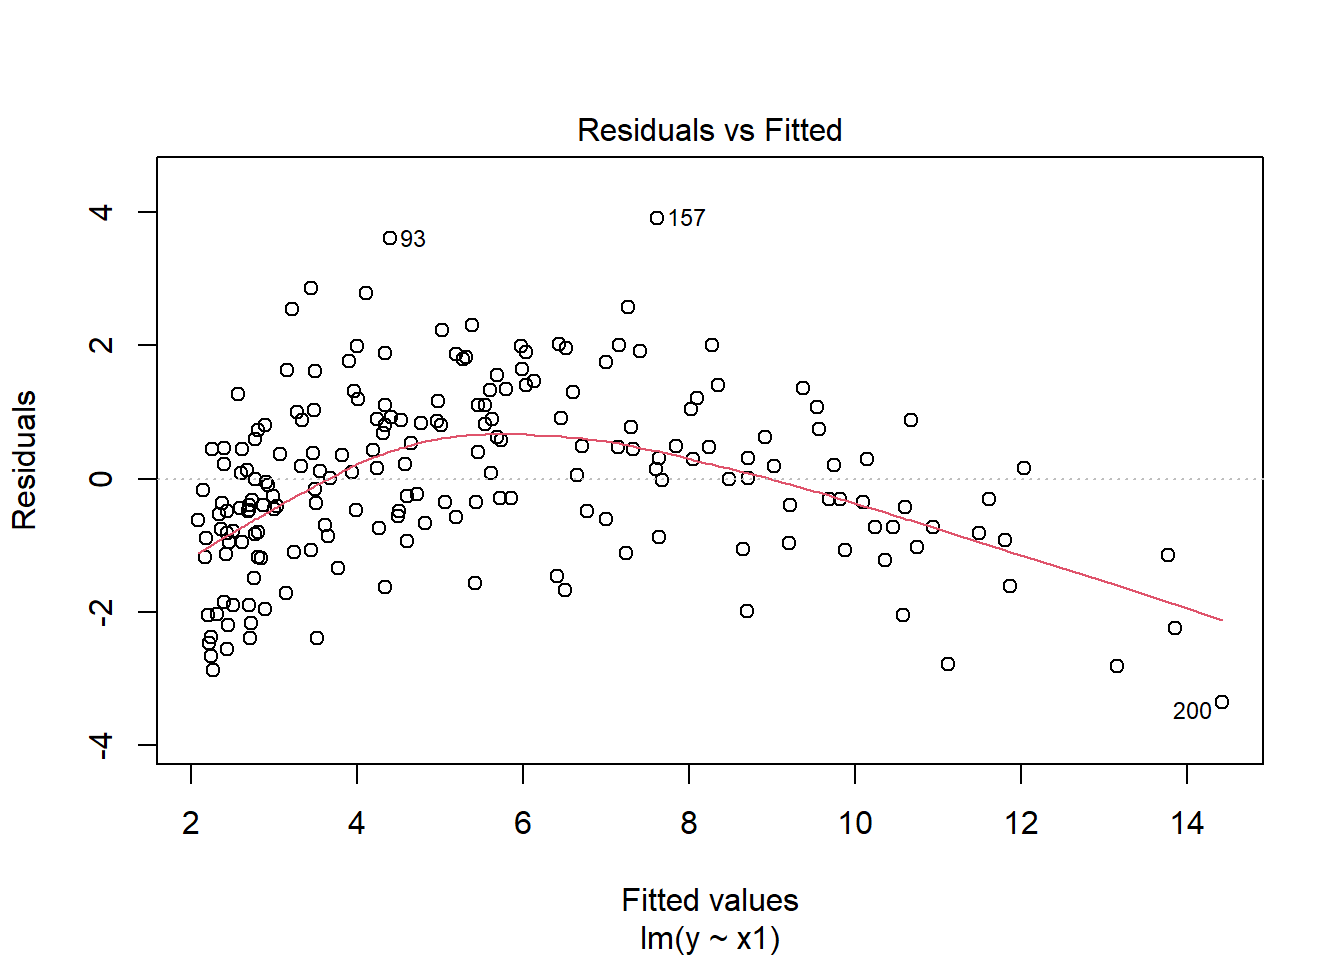 Residuals vs Fitted
Residuals
4
2
0
-2
-4
157
93
200
2 4 6 8 10 12 14
Fitted values
lm(y ~ x1)